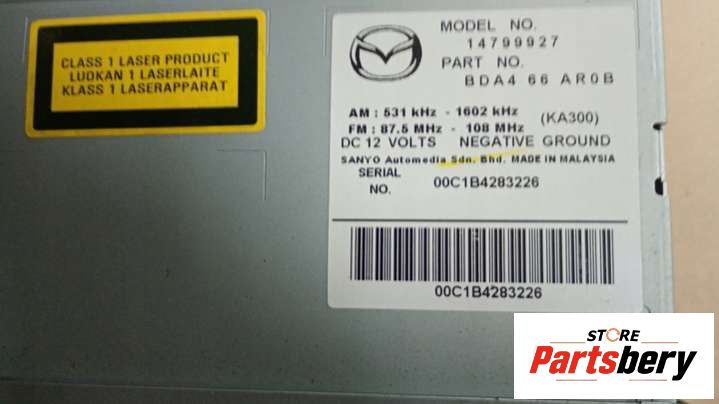 CLASS 1 LASER PRODUCT
LUOKAN 1 LASERLAITE
KLASS 1 LASERAPPARAT
MODEL NO.
14799927
PART NO.
BDA4 66 AR0B
AM : 531 kHz - 1602 kHz
(KA300)
FM : 87.5 MHz - 108 MHz
DC 12 VOLTS NEGATIVE GROUND
SANYO Automedia Sdn. Bhd. MADE IN MALAYSIA
SERIAL
NO.
00C1B4283226
00C1B4283226
STORE
Partsbery